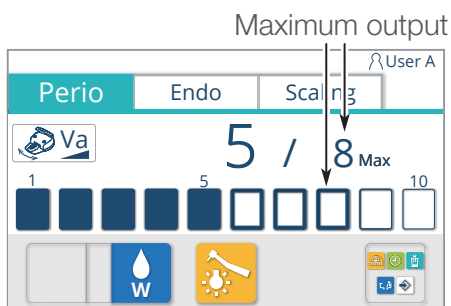 Maximum output
User A
Perio Endo Scaling
Va 5 / 8 Max
1 5 10
W